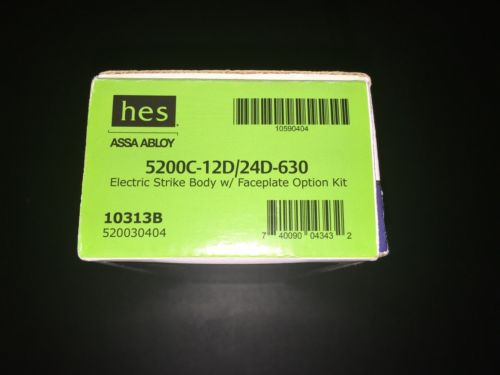 hes
ASSA ABLOY
10590404
5200C-12D/24D-630
Electric Strike Body w/ Faceplate Option Kit
10313B
520030404
7 40090 04343 2